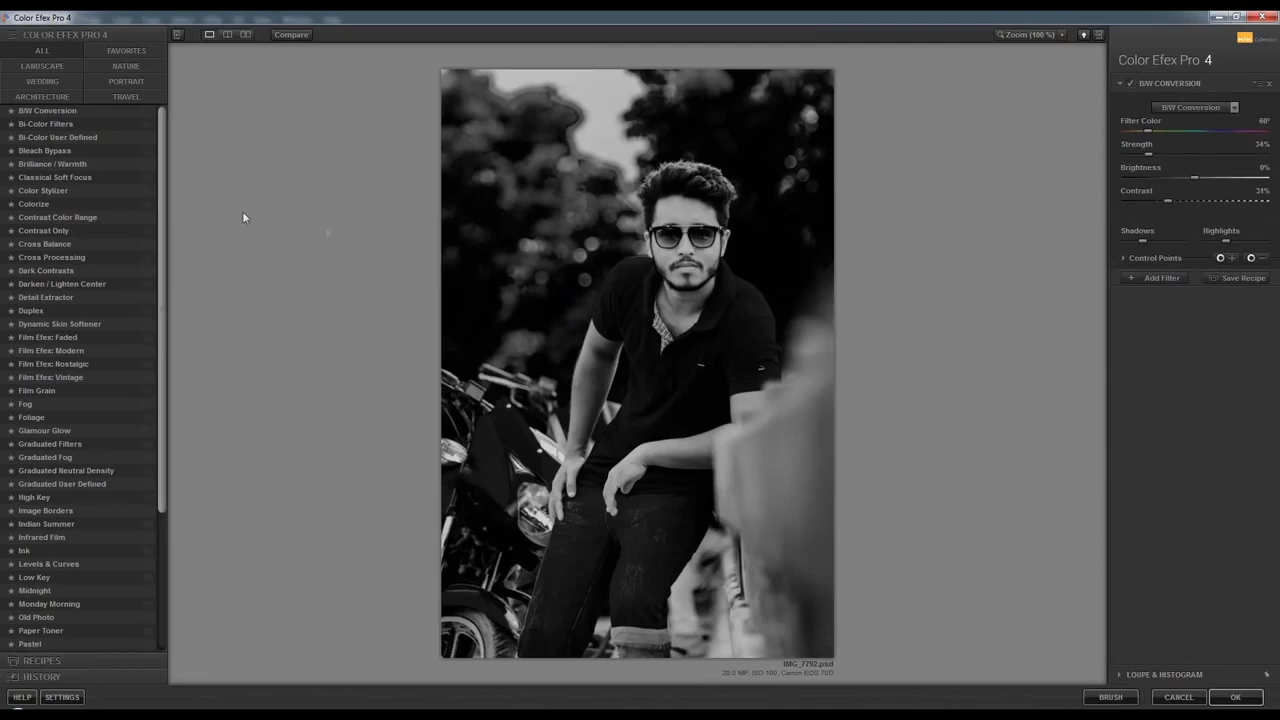 Color Efex Pro 4
COLOR EFEX PRO 4
Compare
Zoom (100 %)
ALL
FAVORITES
LANDSCAPE
NATURE
WEDDING
PORTRAIT
ARCHITECTURE
TRAVEL
B/W Conversion
Bi-Color Filters
Bi-Color User Defined
Bleach Bypass
Brilliance / Warmth
Classical Soft Focus
Color Stylizer
Colorize
Contrast Color Range
Contrast Only
Cross Balance
Cross Processing
Dark Contrasts
Darken / Lighten Center
Detail Extractor
Duplex
Dynamic Skin Softener
Film Efex: Faded
Film Efex: Modern
Film Efex: Nostalgic
Film Efex: Vintage
Film Grain
Fog
Foliage
Glamour Glow
Graduated Filters
Graduated Fog
Graduated Neutral Density
Graduated User Defined
High Key
Image Borders
Indian Summer
Infrared Film
Ink
Levels & Curves
Low Key
Midnight
Monday Morning
Old Photo
Paper Toner
Pastel
RECIPES
HISTORY
HELP
SETTINGS
IMG_7792.psd
20.0 MP, ISO 100, Canon EOS 70D
Color Efex Pro 4
B/W CONVERSION
B/W Conversion
Filter Color 60°
Strength 34%
Brightness 0%
Contrast 31%
Shadows Highlights
Control Points
Add Filter
Save Recipe
LOUPE & HISTOGRAM
BRUSH
CANCEL
OK